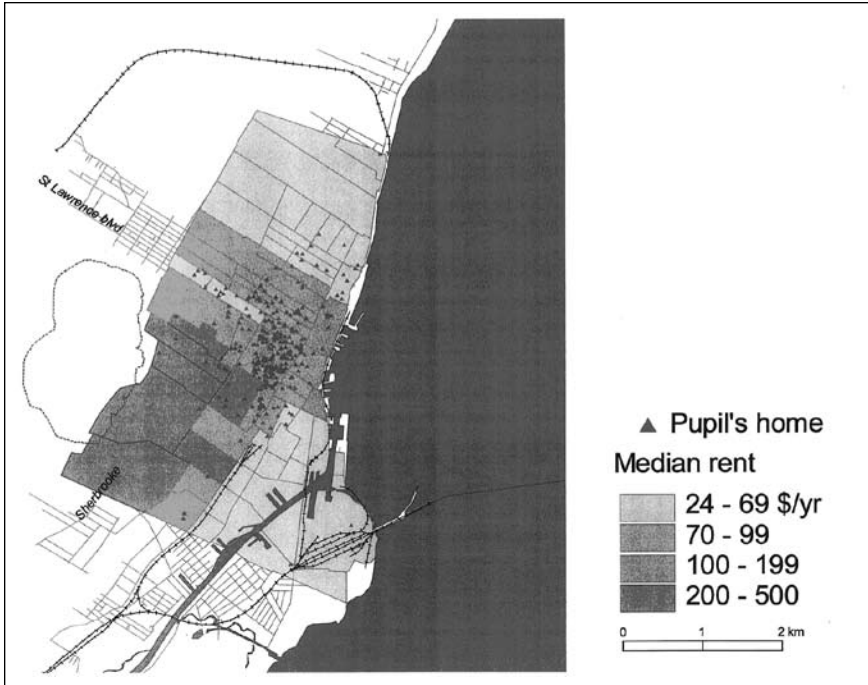 St Lawrence blvd
Sherbrooke
Pupil's home
Median rent
24 - 69 $/yr
70 - 99
100 - 199
200 - 500
0 1 2 km